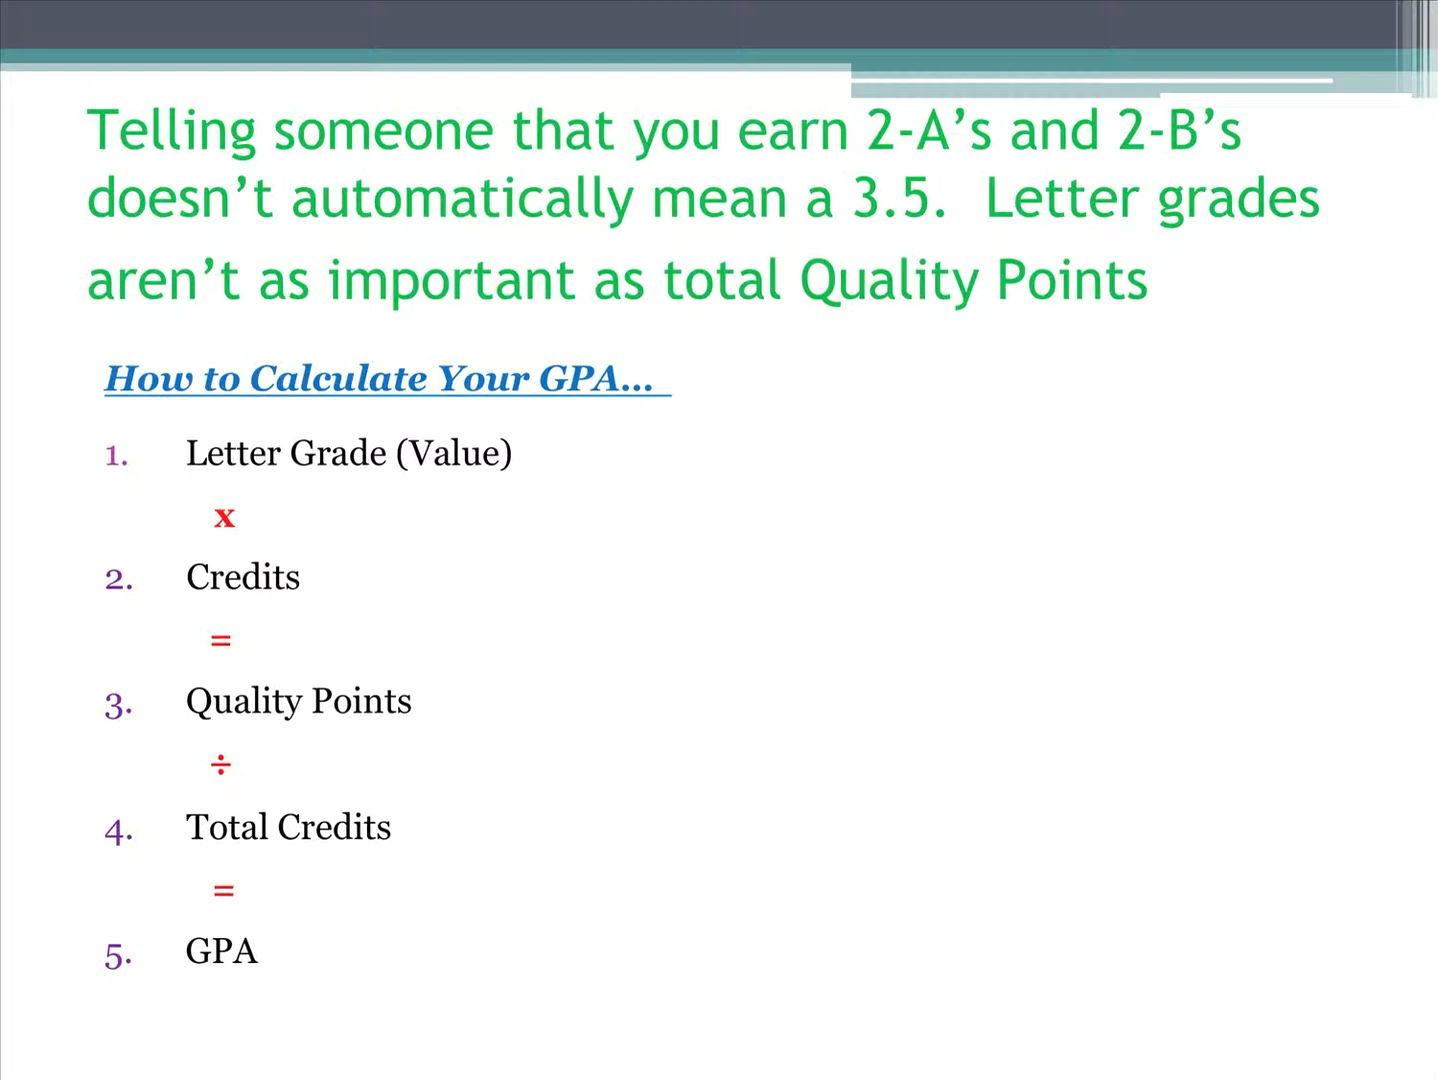 Telling someone that you earn 2-A’s and 2-B’s
doesn’t automatically mean a 3.5.  Letter grades
aren’t as important as total Quality Points
How to Calculate Your GPA...
1. Letter Grade (Value)
x
2. Credits
=
3. Quality Points
÷
4. Total Credits
=
5. GPA